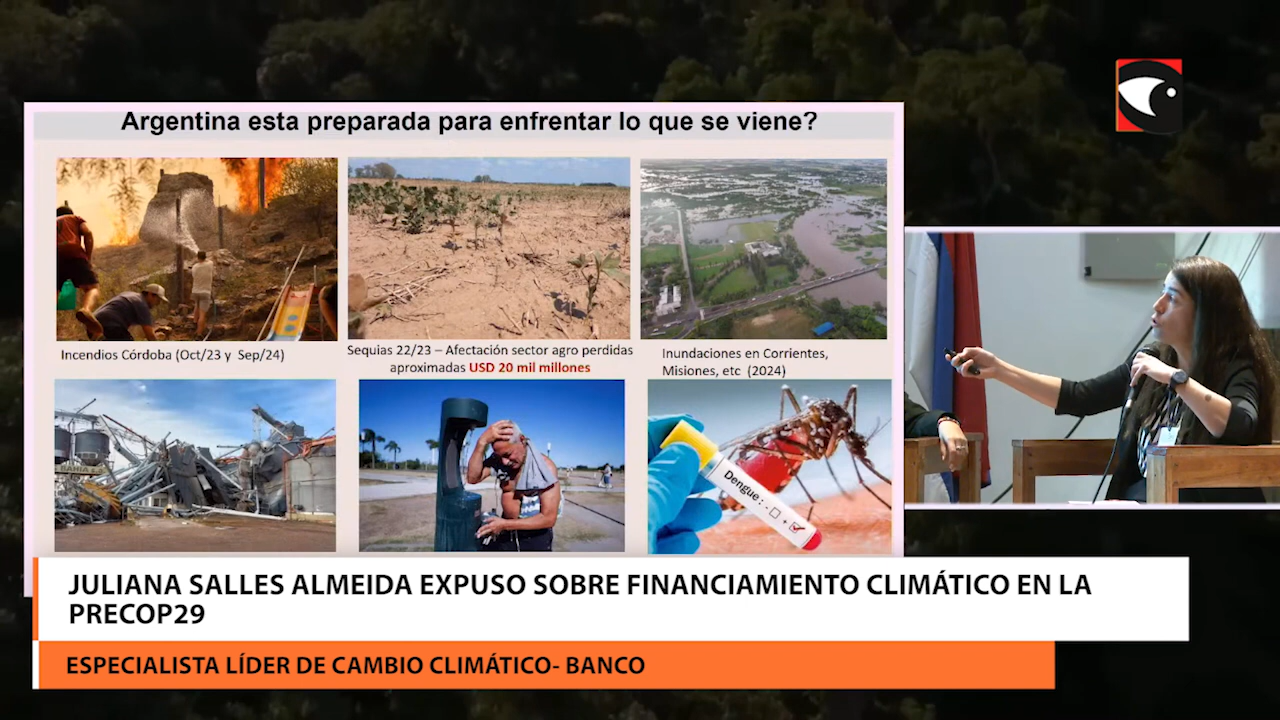 Argentina esta preparada para enfrentar lo que se viene?
Incendios Córdoba (Oct/23 y Sep/24)
Sequias 22/23 – Afectación sector agro perdidas
aproximadas USD 20 mil millones
Inundaciones en Corrientes,
Misiones, etc (2024)
BAHIA
Dengue: - +
JULIANA SALLES ALMEIDA EXPUSO SOBRE FINANCIAMIENTO CLIMÁTICO EN LA
PRECOP29
ESPECIALISTA LÍDER DE CAMBIO CLIMÁTICO- BANCO